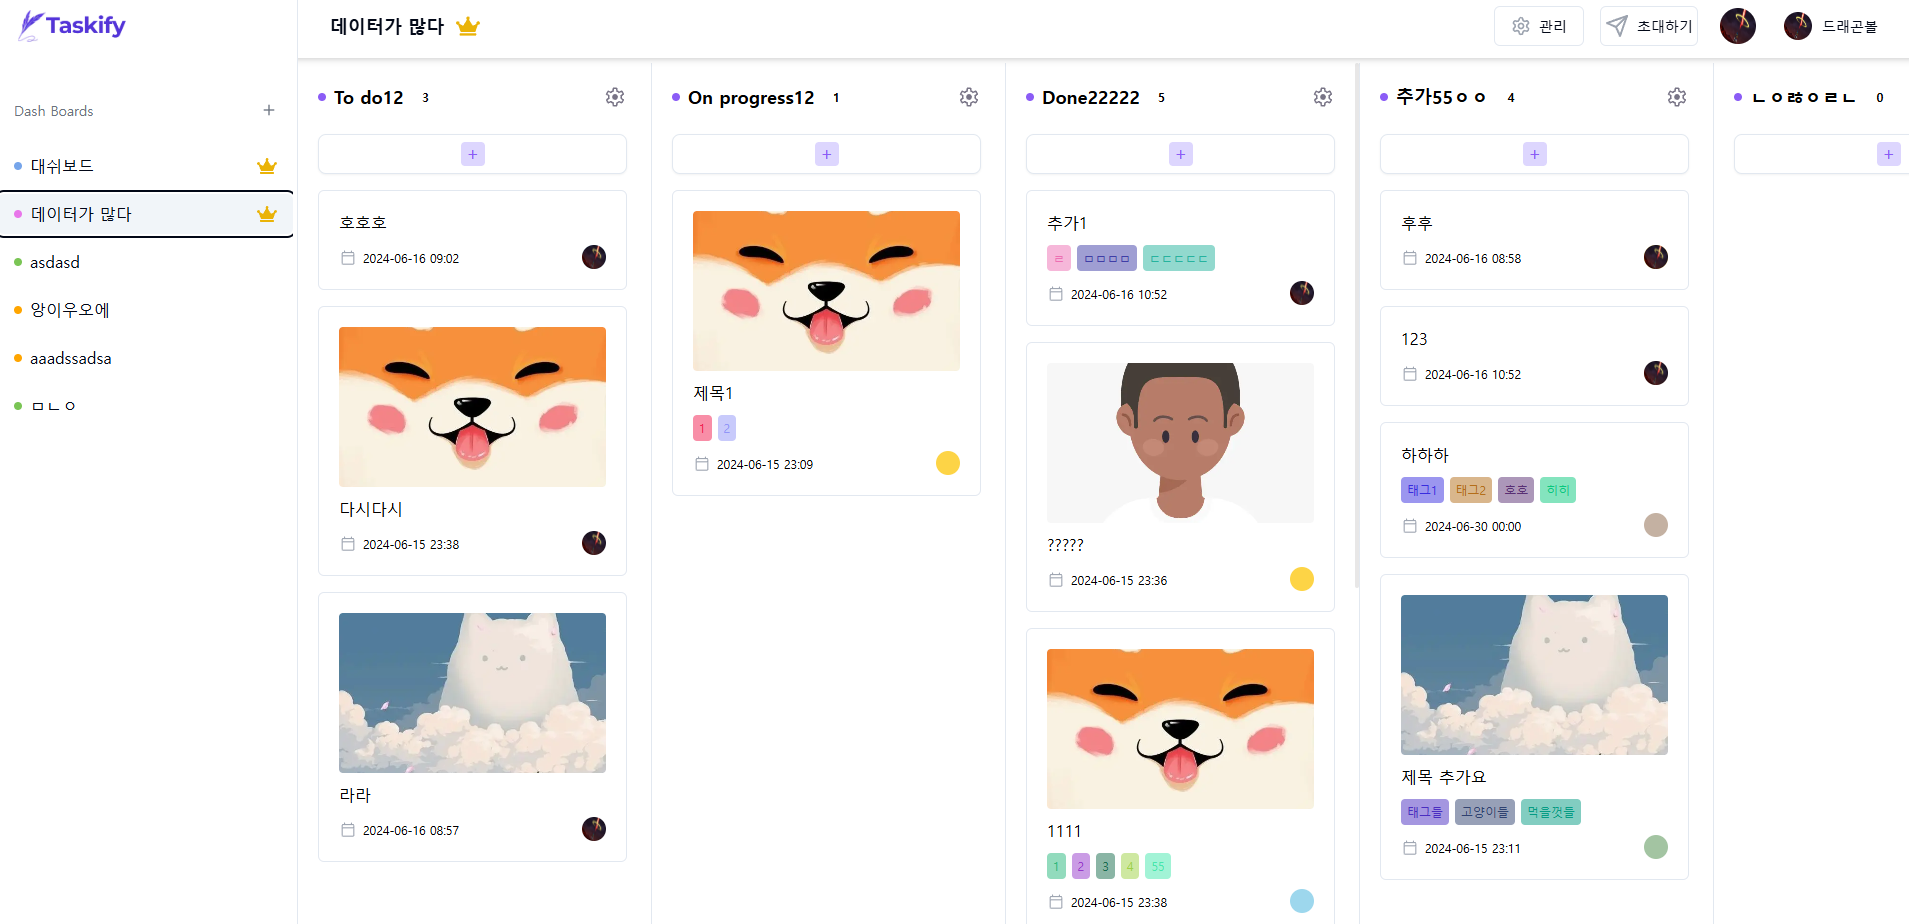 Taskify
데이터가 많다
관리
초대하기
드래곤볼
Dash Boards
+
대쉬보드
데이터가 많다
asdasd
앙이우오에
aaadssadsa
ㅁㄴㅇ
To do12 3
+
호호호
2024-06-16 09:02
다시다시
2024-06-15 23:38
라라
2024-06-16 08:57
On progress12 1
+
제목1
1 2
2024-06-15 23:09
Done22222 5
+
추가1
ㄹ ㅁㅁㅁㅁ ㄷㄷㄷㄷㄷ
2024-06-16 10:52
?????
2024-06-15 23:36
1111
1 2 3 4 55
2024-06-15 23:38
추가55ㅇㅇ 4
+
후후
2024-06-16 08:58
123
2024-06-16 10:52
하하하
태그1 태그2 호호 히히
2024-06-30 00:00
제목 추가요
태그들 고양이들 먹을껏들
2024-06-15 23:11
0
+